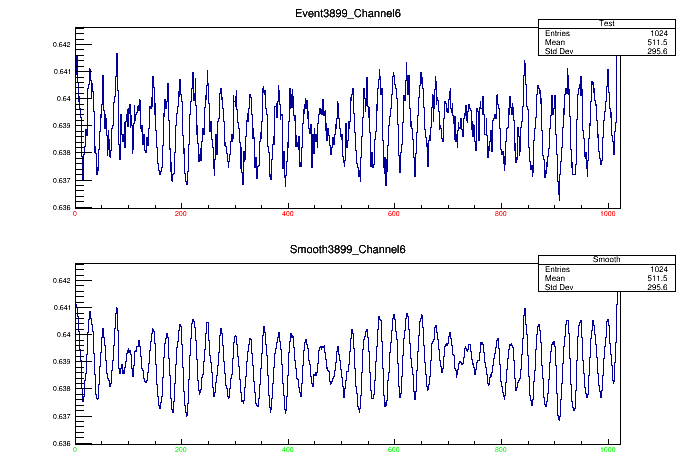 Event3899_Channel6
Test
Entries 1024
Mean 511.5
Std Dev 295.6
0.642
0.641
0.64
0.639
0.638
0.637
0.636
0 200 400 600 800 1000
Smooth3899_Channel6
Smooth
Entries 1024
Mean 511.5
Std Dev 295.6
0.642
0.641
0.64
0.639
0.638
0.637
0.636
0 200 400 600 800 1000